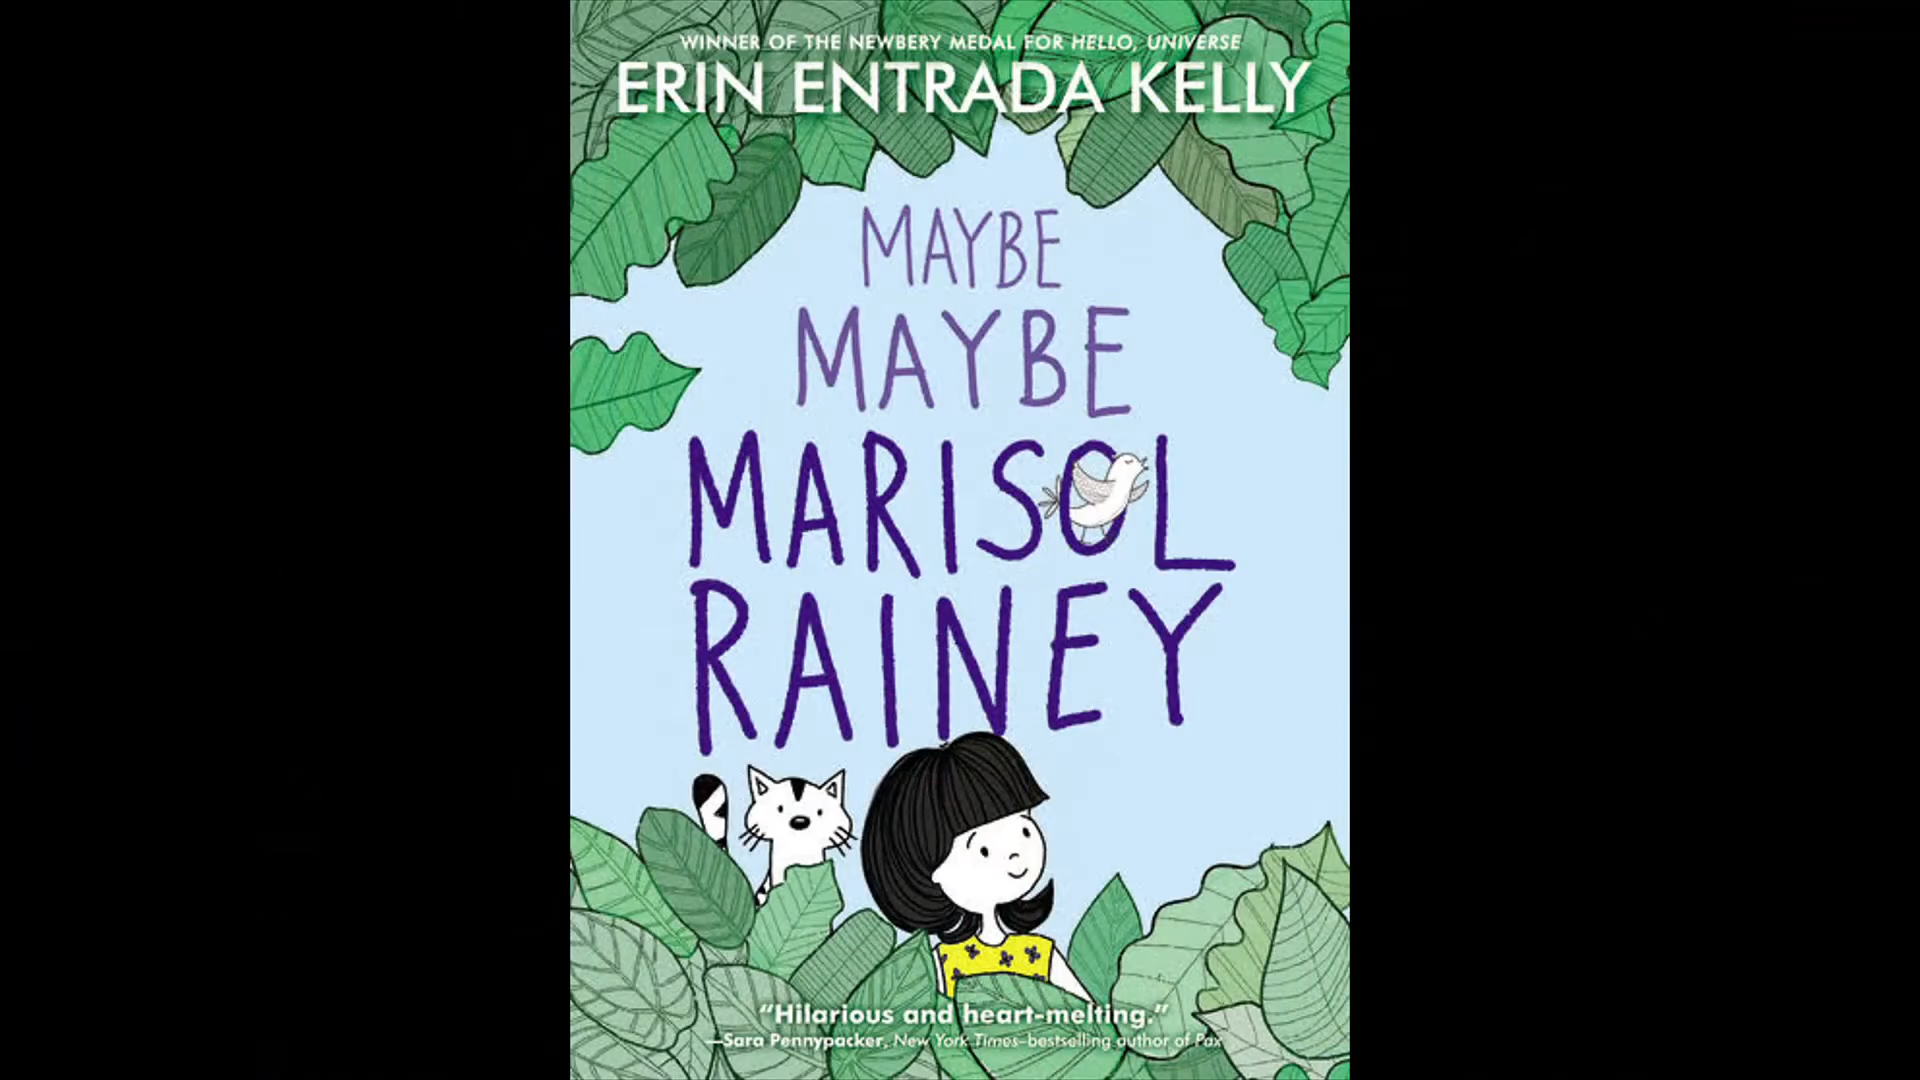 WINNER OF THE NEWBERY MEDAL FOR HELLO, UNIVERSE
ERIN ENTRADA KELLY
MAYBE
MAYBE
MARISOL
RAINEY
“Hilarious and heart-melting.”
—Sara Pennypacker, New York Times–bestselling author of Pax